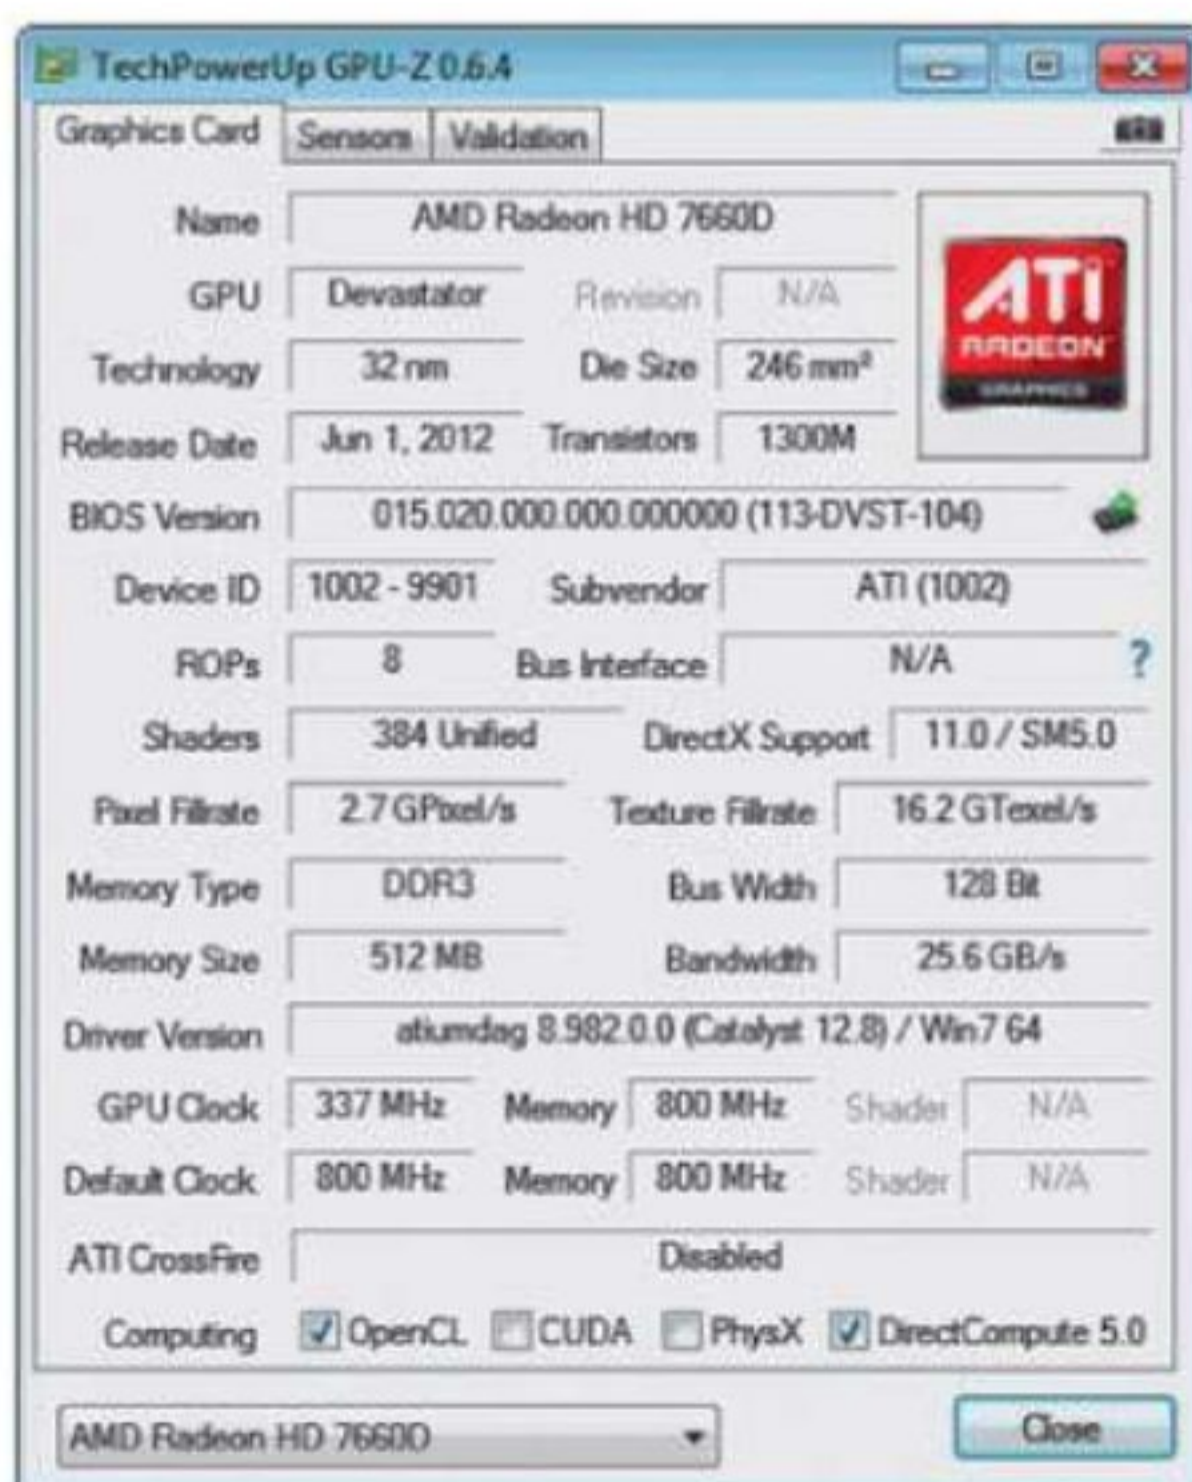 TechPowerUp GPU-Z 0.6.4
Graphics Card Sensors Validation
Name AMD Radeon HD 7660D
ATI
RADEON
GRAPHICS
GPU Devastator Revision N/A
Technology 32 nm Die Size 246 mm²
Release Date Jun 1, 2012 Transistors 1300M
BIOS Version 015.020.000.000.000000 (113-DVST-104)
Device ID 1002 - 9901 Subvendor ATI (1002)
ROPs 8 Bus Interface N/A ?
Shaders 384 Unified DirectX Support 11.0 / SM5.0
Pixel Fillrate 2.7 GPixel/s Texture Fillrate 16.2 GTexel/s
Memory Type DDR3 Bus Width 128 Bit
Memory Size 512 MB Bandwidth 25.6 GB/s
Driver Version atiumdag 8.982.0.0 (Catalyst 12.8) / Win7 64
GPU Clock 337 MHz Memory 800 MHz Shader N/A
Default Clock 800 MHz Memory 800 MHz Shader N/A
ATI CrossFire Disabled
Computing OpenCL CUDA PhysX DirectCompute 5.0
AMD Radeon HD 7660D Close